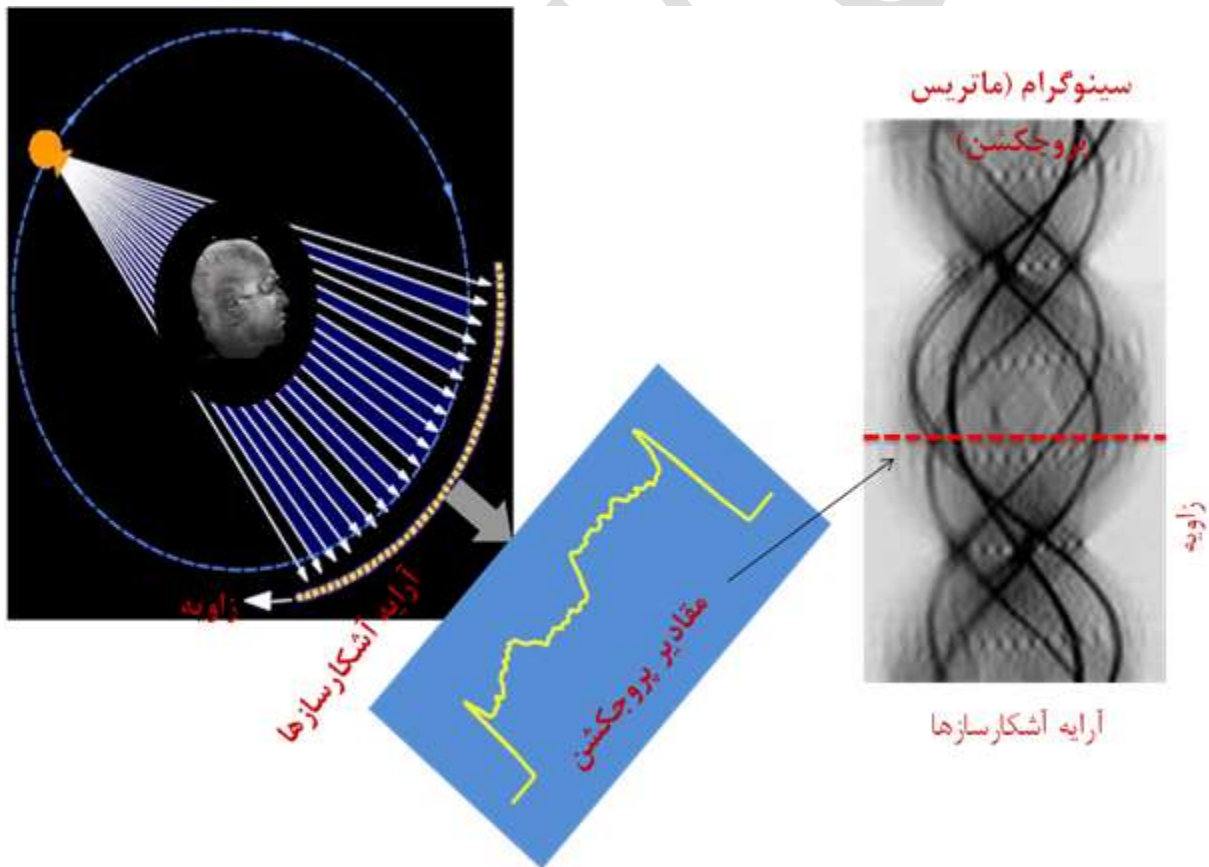 سینوگرام (ماتریس
پروجکشن)
زاویه
آرایه آشکارسازها
مقادیر پروجکشن
زاویه
آرایه آشکارسازها